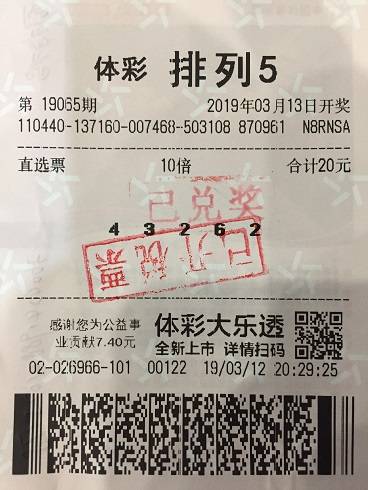 体彩 排列5
第 19065期 2019年03月13日开奖
110440-137160-007468-503108 870961 N8RNSA
直选票 10倍 合计20元
已兑奖
4 3 2 6 2
已开税票
感谢您为公益事
业贡献7.40元
体彩大乐透
全新上市 详情扫码
02-026966-101 00122 19/03/12 20:29:25